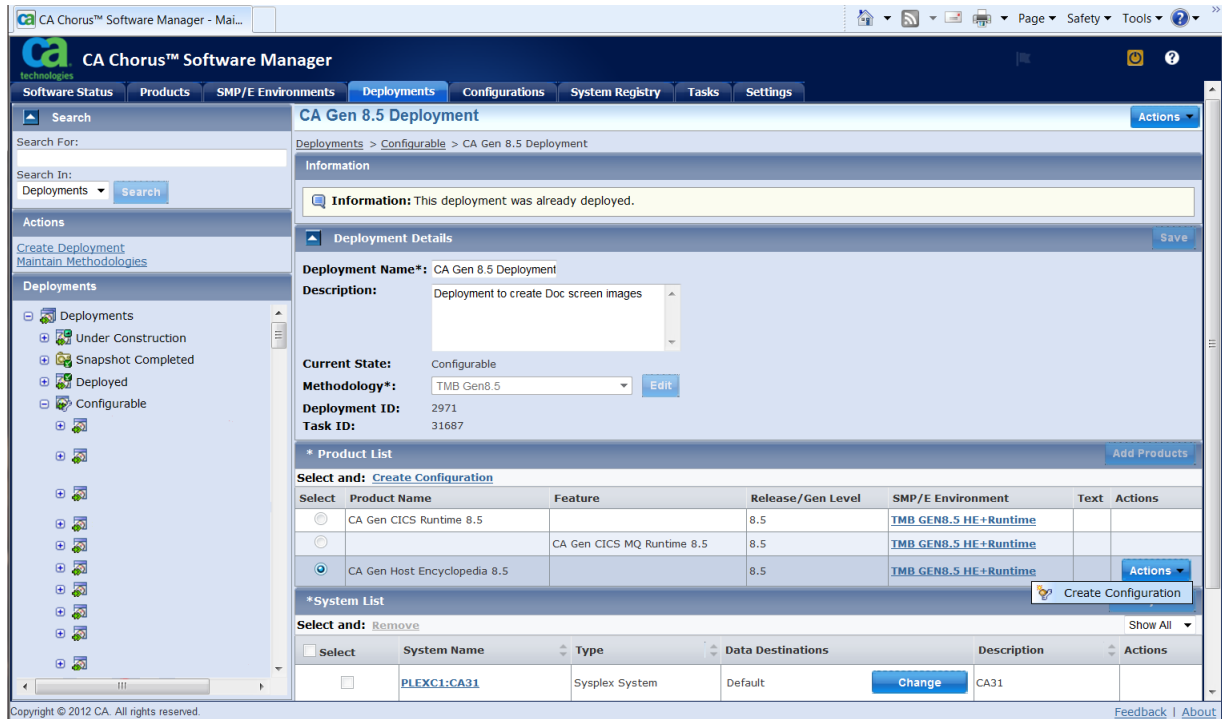 CA Chorus™ Software Manager - Mai...
Page Safety Tools
ca technologies
CA Chorus™ Software Manager
Software Status Products SMP/E Environments Deployments Configurations System Registry Tasks Settings
Search
Search For:
Search In:
Deployments Search
Actions
Create Deployment
Maintain Methodologies
Deployments
Deployments
Under Construction
Snapshot Completed
Deployed
Configurable
CA Gen 8.5 Deployment
Actions
Deployments > Configurable > CA Gen 8.5 Deployment
Information
Information: This deployment was already deployed.
Deployment Details Save
Deployment Name*: CA Gen 8.5 Deployment
Description: Deployment to create Doc screen images
Current State: Configurable
Methodology*: TMB Gen8.5 Edit
Deployment ID: 2971
Task ID: 31687
* Product List Add Products
Select and: Create Configuration
Select Product Name Feature Release/Gen Level SMP/E Environment Text Actions
CA Gen CICS Runtime 8.5 8.5 TMB GEN8.5 HE+Runtime
CA Gen CICS MQ Runtime 8.5 8.5 TMB GEN8.5 HE+Runtime
CA Gen Host Encyclopedia 8.5 8.5 TMB GEN8.5 HE+Runtime Actions
Create Configuration
*System List
Select and: Remove Show All
Select System Name Type Data Destinations Description Actions
PLEXC1:CA31 Sysplex System Default Change CA31
Copyright © 2012 CA. All rights reserved. Feedback | About